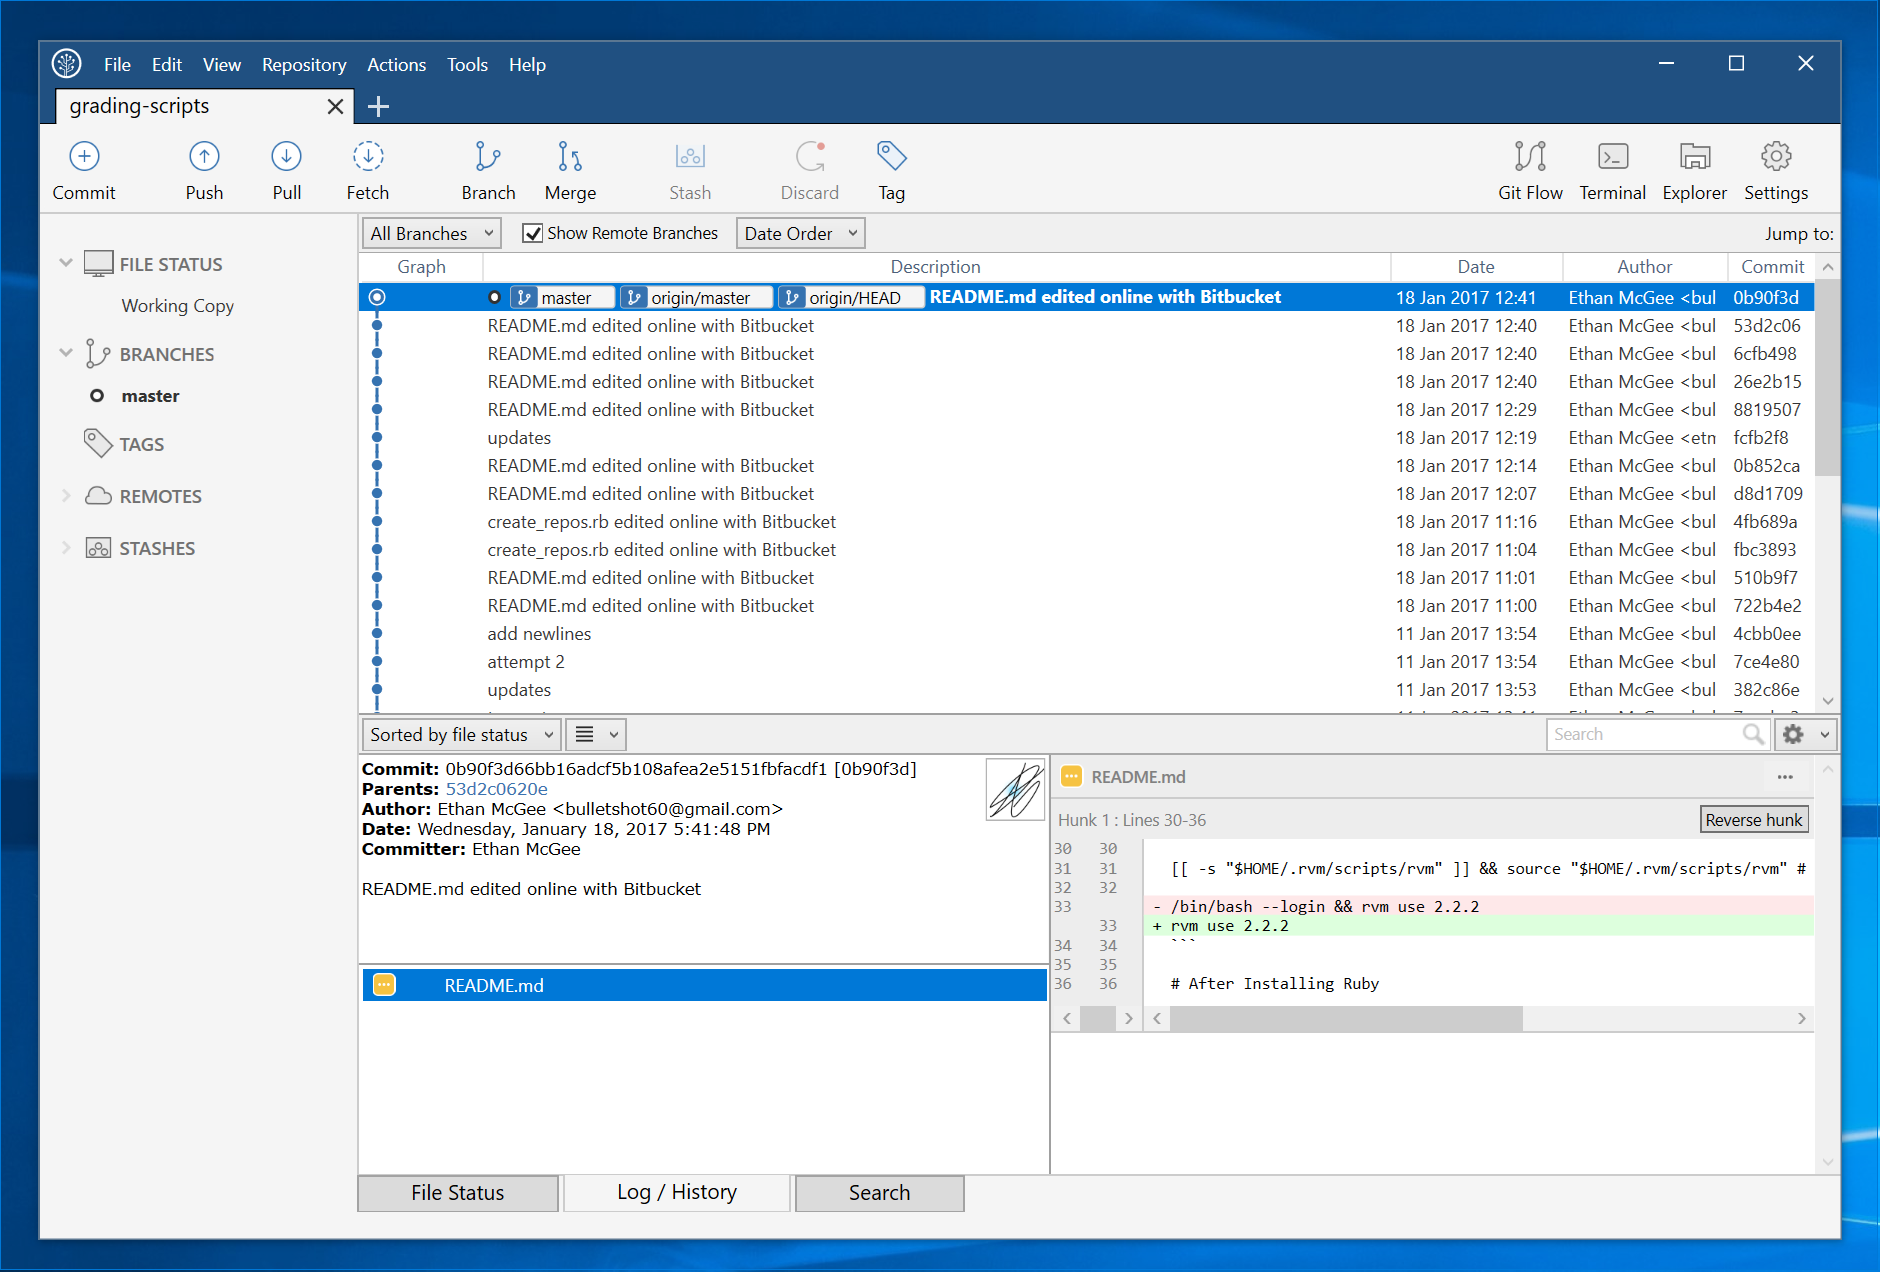 File Edit View Repository Actions Tools Help
grading-scripts
Commit Push Pull Fetch Branch Merge Stash Discard Tag Git Flow Terminal Explorer Settings
All Branches Show Remote Branches Date Order Jump to:
FILE STATUS
Working Copy
BRANCHES
master
TAGS
REMOTES
STASHES
Graph Description Date Author Commit
master origin/master origin/HEAD README.md edited online with Bitbucket 18 Jan 2017 12:41 Ethan McGee <bul 0b90f3d
README.md edited online with Bitbucket 18 Jan 2017 12:40 Ethan McGee <bul 53d2c06
README.md edited online with Bitbucket 18 Jan 2017 12:40 Ethan McGee <bul 6cfb498
README.md edited online with Bitbucket 18 Jan 2017 12:40 Ethan McGee <bul 26e2b15
README.md edited online with Bitbucket 18 Jan 2017 12:29 Ethan McGee <bul 8819507
updates 18 Jan 2017 12:19 Ethan McGee <etm fcfb2f8
README.md edited online with Bitbucket 18 Jan 2017 12:14 Ethan McGee <bul 0b852ca
README.md edited online with Bitbucket 18 Jan 2017 12:07 Ethan McGee <bul d8d1709
create_repos.rb edited online with Bitbucket 18 Jan 2017 11:16 Ethan McGee <bul 4fb689a
create_repos.rb edited online with Bitbucket 18 Jan 2017 11:04 Ethan McGee <bul fbc3893
README.md edited online with Bitbucket 18 Jan 2017 11:01 Ethan McGee <bul 510b9f7
README.md edited online with Bitbucket 18 Jan 2017 11:00 Ethan McGee <bul 722b4e2
add newlines 11 Jan 2017 13:54 Ethan McGee <bul 4cbb0ee
attempt 2 11 Jan 2017 13:54 Ethan McGee <bul 7ce4e80
updates 11 Jan 2017 13:53 Ethan McGee <bul 382c86e
Sorted by file status Search
Commit: 0b90f3d66bb16adcf5b108afea2e5151fbfacdf1 [0b90f3d]
Parents: 53d2c0620e
Author: Ethan McGee <bulletshot60@gmail.com>
Date: Wednesday, January 18, 2017 5:41:48 PM
Committer: Ethan McGee
README.md edited online with Bitbucket
README.md
README.md
Hunk 1 : Lines 30-36 Reverse hunk
30 30
31 31 [[ -s "$HOME/.rvm/scripts/rvm" ]] && source "$HOME/.rvm/scripts/rvm" #
32 32
33 - /bin/bash --login && rvm use 2.2.2
33 + rvm use 2.2.2
34 34 ```
35 35
36 36 # After Installing Ruby
File Status Log / History Search